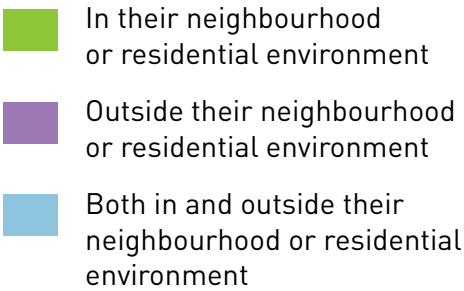 In their neighbourhood
or residential environment
Outside their neighbourhood
or residential environment
Both in and outside their
neighbourhood or residential
environment